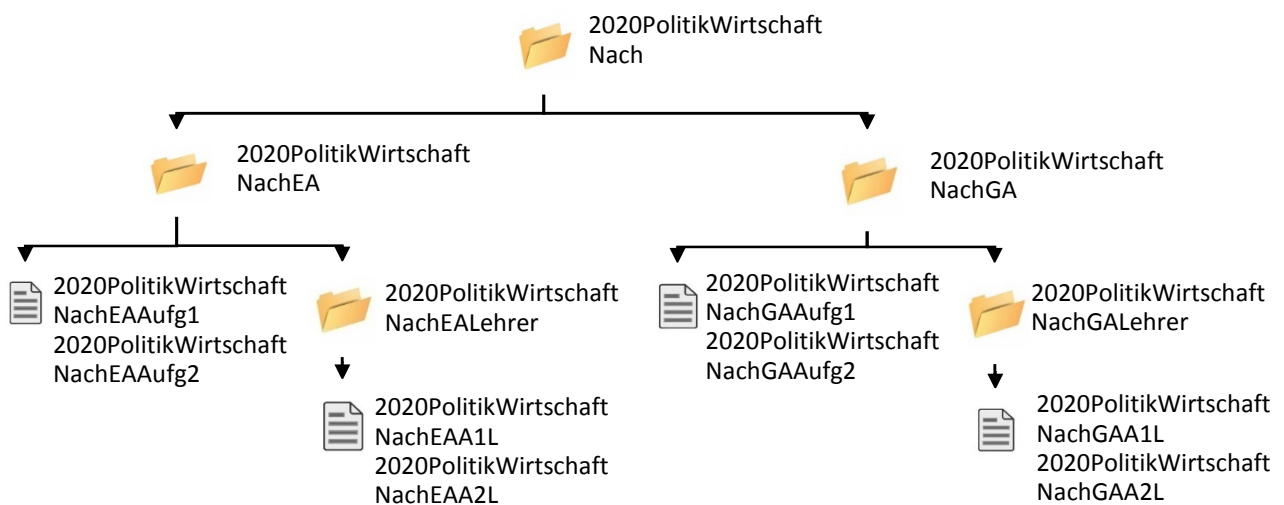 2020PolitikWirtschaft
Nach
2020PolitikWirtschaft
NachEA
2020PolitikWirtschaft
NachGA
2020PolitikWirtschaft
NachEAAufg1
2020PolitikWirtschaft
NachEAAufg2
2020PolitikWirtschaft
NachEALehrer
2020PolitikWirtschaft
NachGAAufg1
2020PolitikWirtschaft
NachGAAufg2
2020PolitikWirtschaft
NachGALehrer
2020PolitikWirtschaft
NachEAA1L
2020PolitikWirtschaft
NachEAA2L
2020PolitikWirtschaft
NachGAA1L
2020PolitikWirtschaft
NachGAA2L